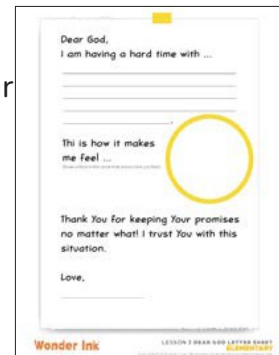 r
Dear God,
I am having a hard time with ...
Thi is how it makes
me feel ...
Thank You for keeping Your promises
no matter what! I trust You with this
situation.
Love,
Wonder Ink
LESSON 2 DEAR GOD LETTER SHEET
ELEMENTARY